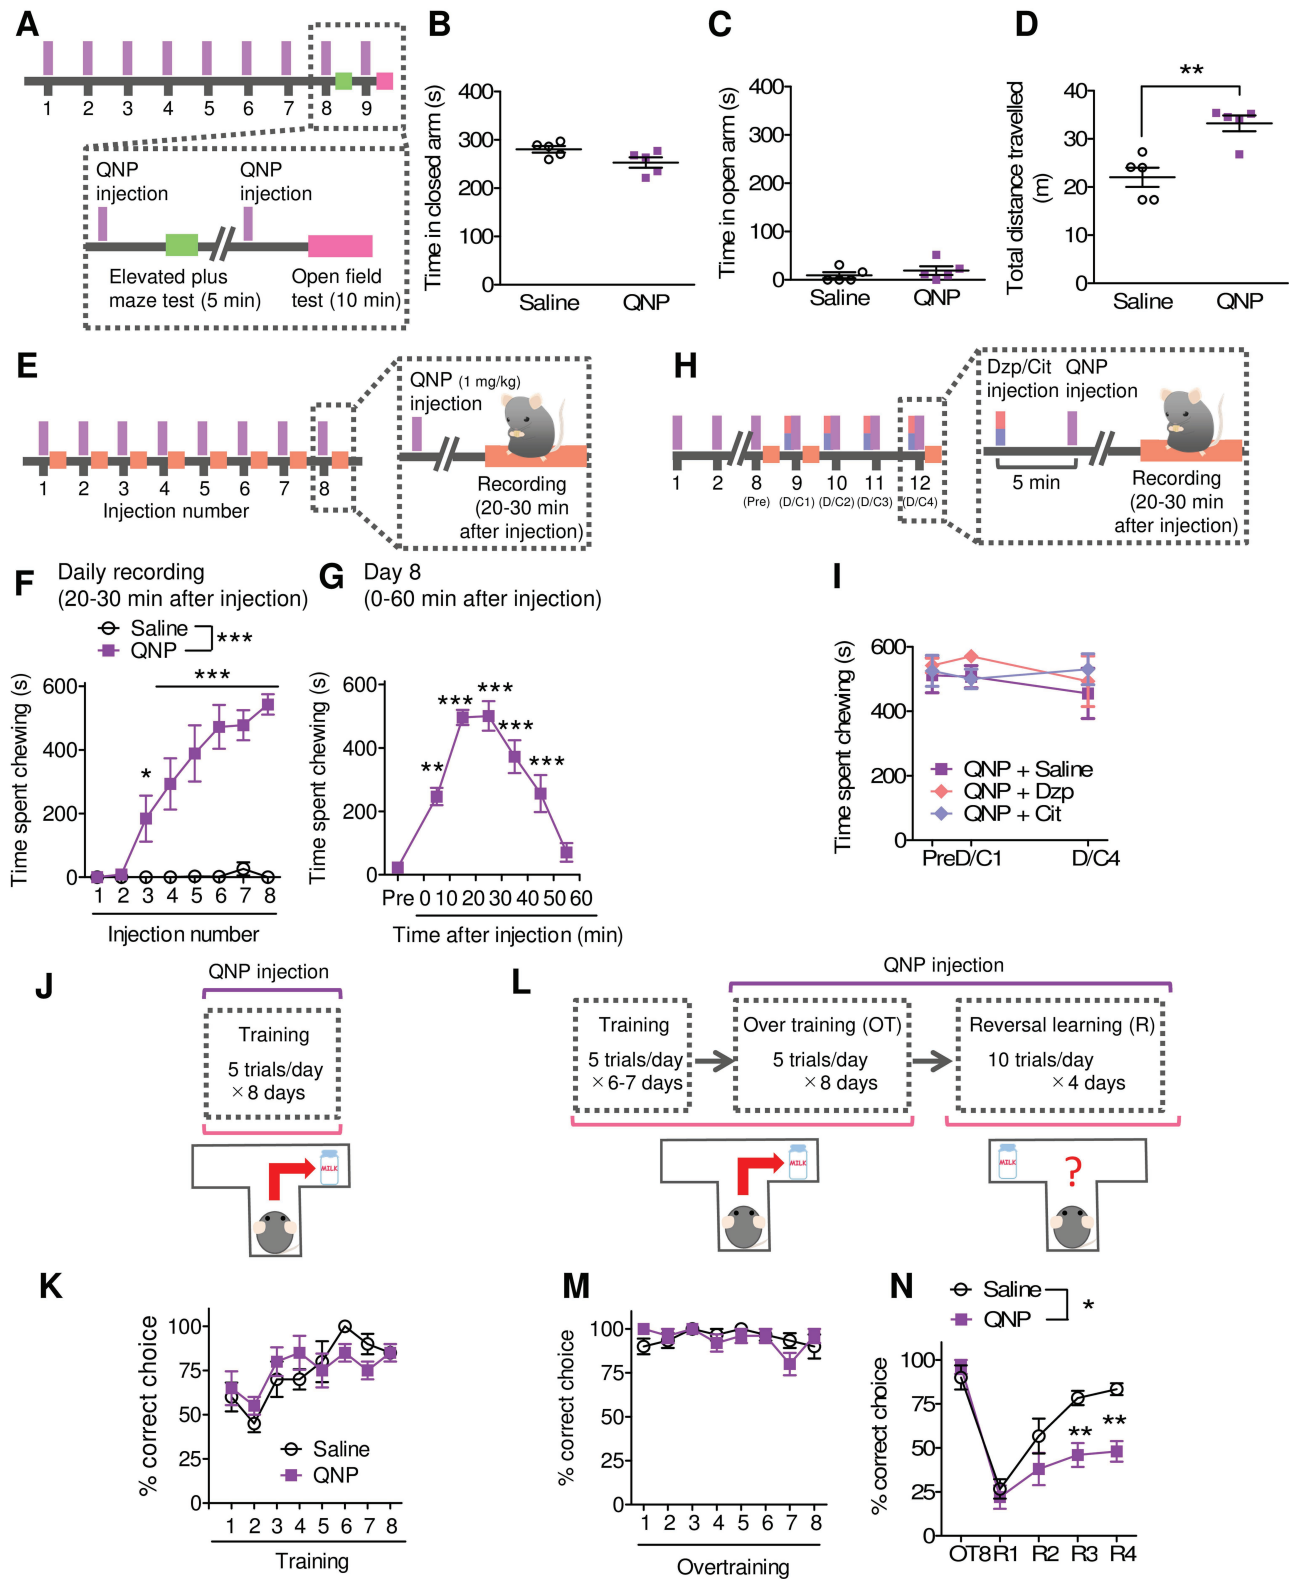 A
1 2 3 4 5 6 7 8 9
QNP
injection
QNP
injection
Elevated plus
maze test (5 min)
Open field
test (10 min)
B
Time in closed arm (s)
400
300
200
100
0
Saline QNP
C
Time in open arm (s)
400
300
200
100
0
Saline QNP
D
Total distance travelled
(m)
40
30
20
10
0
**
Saline QNP
E
1 2 3 4 5 6 7 8
Injection number
QNP (1 mg/kg)
injection
Recording
(20-30 min
after injection)
H
1 2 8 9 10 11 12
(Pre) (D/C1) (D/C2) (D/C3) (D/C4)
Dzp/Cit QNP
injection injection
5 min
Recording
(20-30 min
after injection)
F
Daily recording
(20-30 min after injection)
Saline
QNP
***
***
*
Time spent chewing (s)
600
400
200
0
1 2 3 4 5 6 7 8
Injection number
G
Day 8
(0-60 min after injection)
Time spent chewing (s)
600
400
200
0
**
***
***
***
***
Pre 0 10 20 30 40 50 60
Time after injection (min)
I
Time spent chewing (s)
600
400
200
0
QNP + Saline
QNP + Dzp
QNP + Cit
Pre D/C1 D/C4
J
QNP injection
Training
5 trials/day
×8 days
MILK
L
QNP injection
Training
5 trials/day
×6-7 days
Over training (OT)
5 trials/day
×8 days
Reversal learning (R)
10 trials/day
×4 days
MILK
MILK
?
K
% correct choice
100
75
50
25
0
Saline
QNP
1 2 3 4 5 6 7 8
Training
M
% correct choice
100
75
50
25
0
1 2 3 4 5 6 7 8
Overtraining
N
Saline
QNP
*
% correct choice
100
75
50
25
0
**
**
OT8 R1 R2 R3 R4